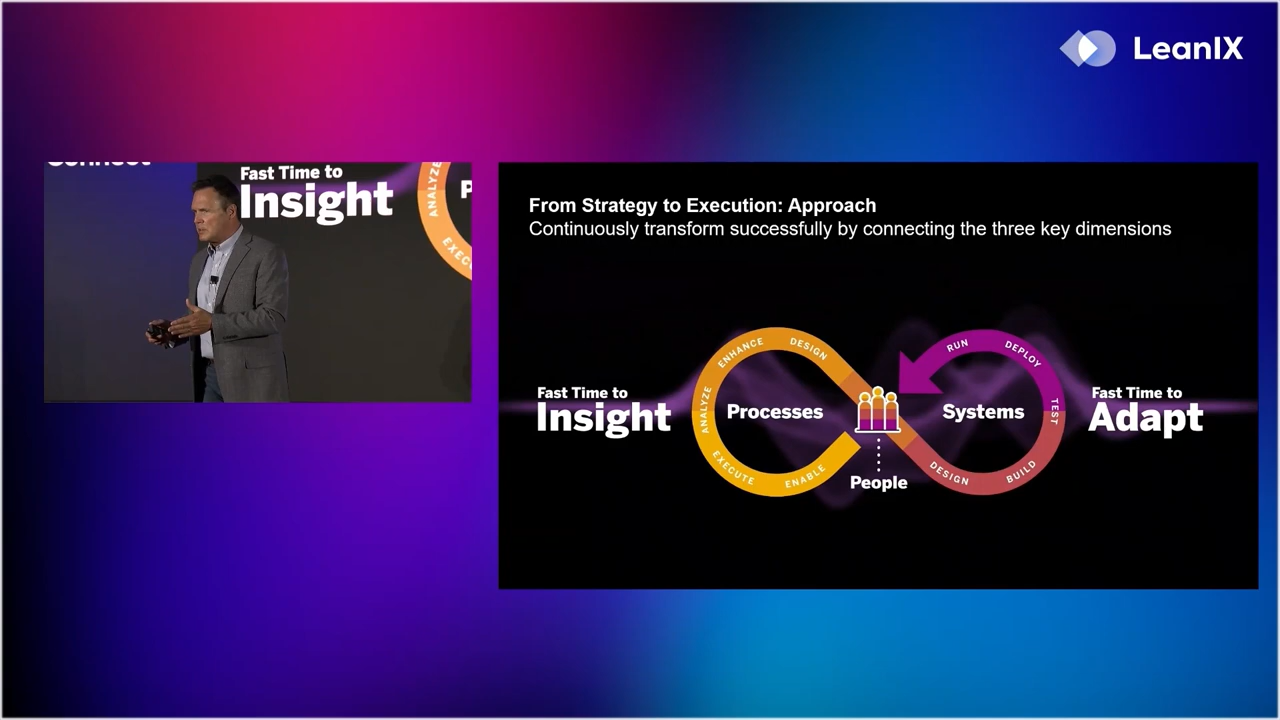 LeanIX
Connect
Fast Time to
Insight
ANALYZE
P
From Strategy to Execution: Approach
Continuously transform successfully by connecting the three key dimensions
Fast Time to
Insight
ENHANCE
DESIGN
ANALYZE
Processes
EXECUTE
ENABLE
People
RUN
DEPLOY
TEST
Systems
DESIGN
BUILD
Fast Time to
Adapt